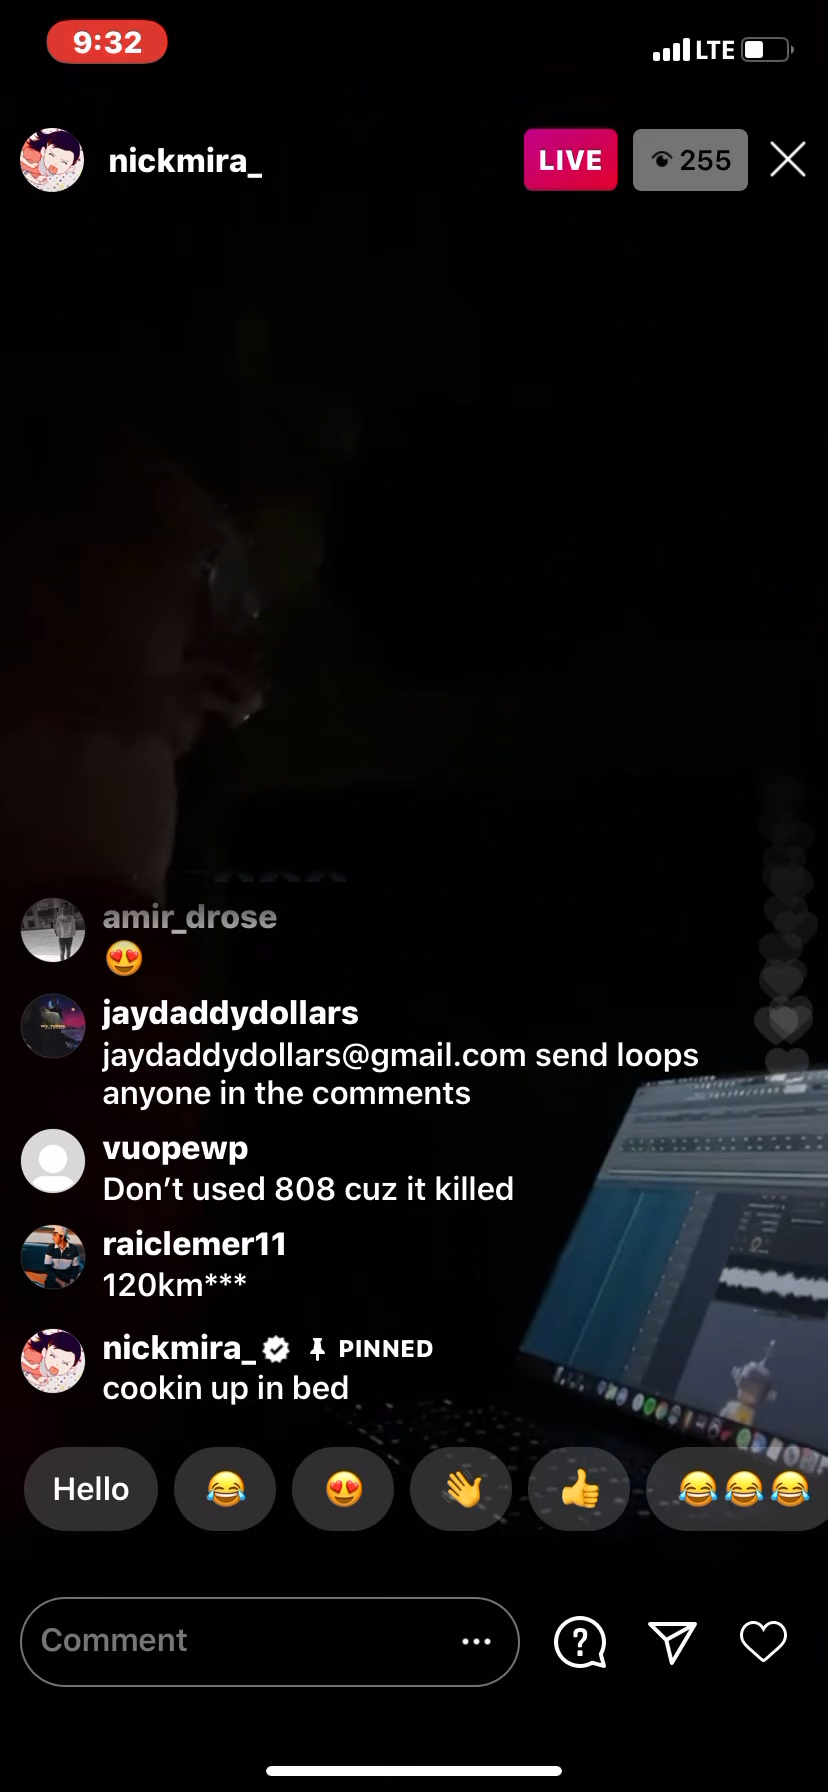 9:32
LTE
nickmira_
LIVE
255
amir_drose
😍
jaydaddydollars
jaydaddydollars@gmail.com send loops
anyone in the comments
vuopewp
Don’t used 808 cuz it killed
raiclemer11
120km***
nickmira_ PINNED
cookin up in bed
Hello 😂 😍 👋 👍 😂😂😂
Comment